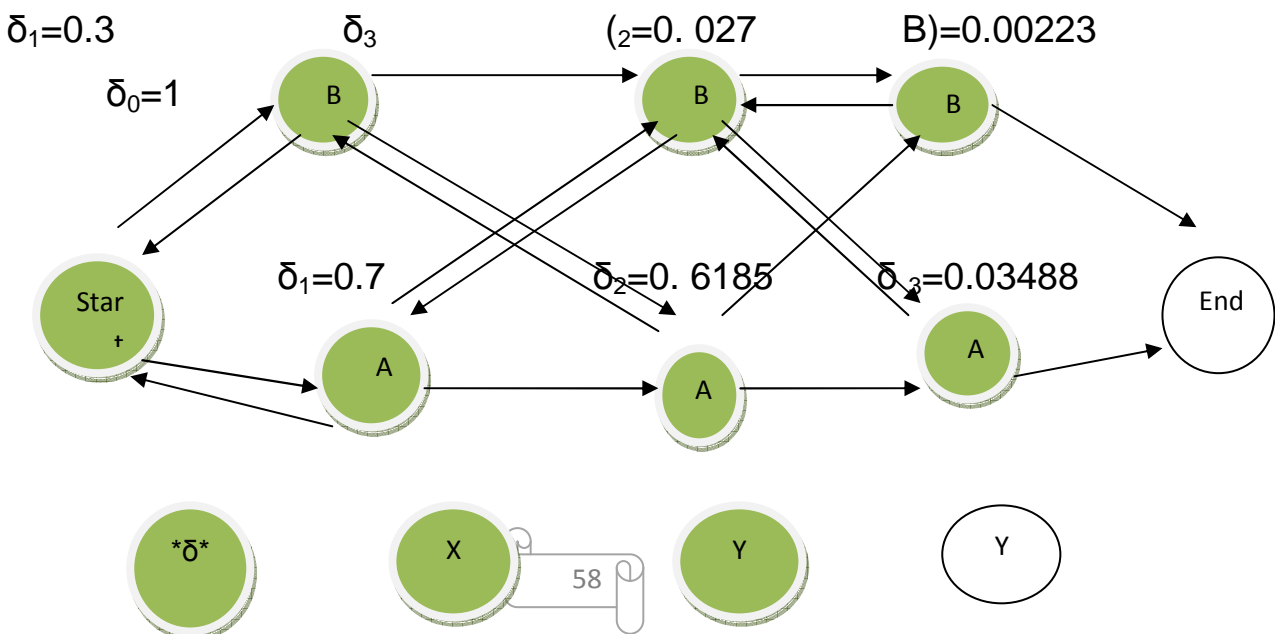 δ₁=0.3 δ₃ (₂=0. 027 B)=0.00223
δ₀=1 B B B
Star
t
δ₁=0.7 δ₂=0. 6185 δ ₃=0.03488
End
A A A
*δ* X Y Y
58